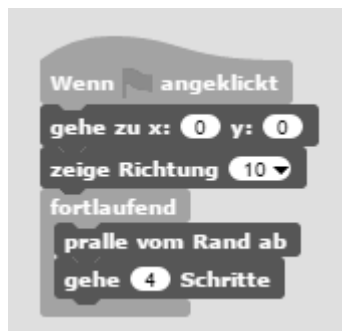 Wenn angeklickt
gehe zu x: 0 y: 0
zeige Richtung 10
fortlaufend
pralle vom Rand ab
gehe 4 Schritte